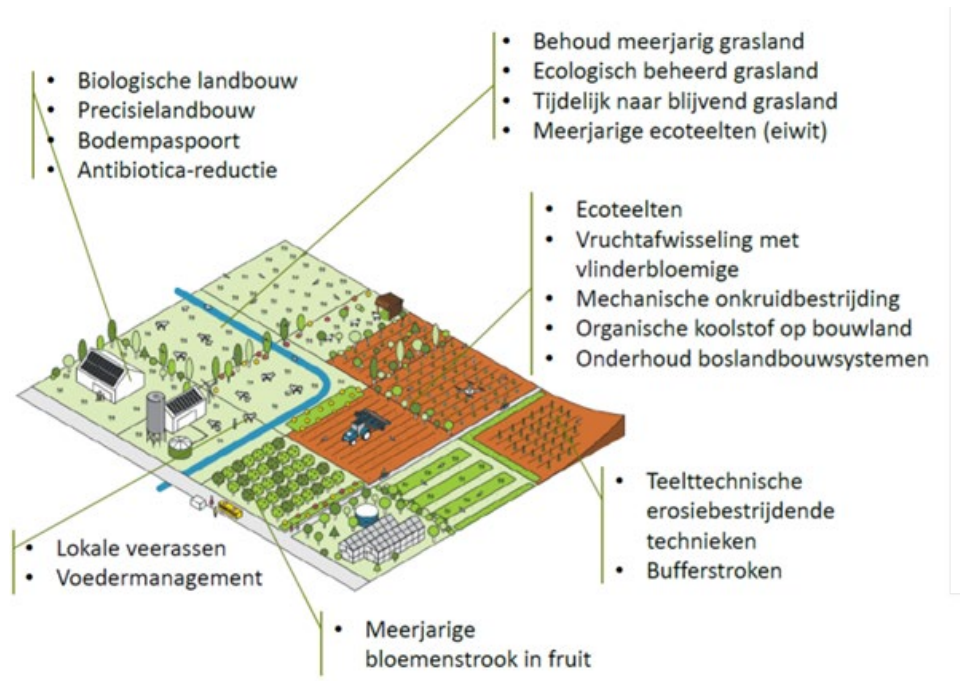 • Biologische landbouw
• Precisielandbouw
• Bodempaspoort
• Antibiotica-reductie
• Behoud meerjarig grasland
• Ecologisch beheerd grasland
• Tijdelijk naar blijvend grasland
• Meerjarige ecoteelten (eiwit)
• Ecoteelten
• Vruchtafwisseling met
vlinderbloemige
• Mechanische onkruidbestrijding
• Organische koolstof op bouwland
• Onderhoud boslandbouwsystemen
• Teelttechnische
erosiebestrijdende
technieken
• Bufferstroken
• Lokale veerassen
• Voedermanagement
• Meerjarige
bloemenstrook in fruit